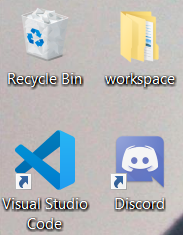 Recycle Bin
workspace
Visual Studio
Code
Discord